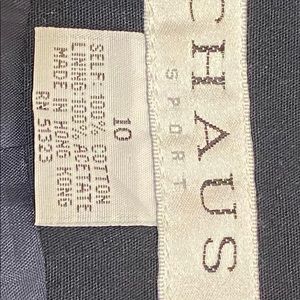 CHAUS
SPORT
10
SELF: 100% COTTON
LINING: 100% ACETATE
MADE IN HONG KONG
RN 51323